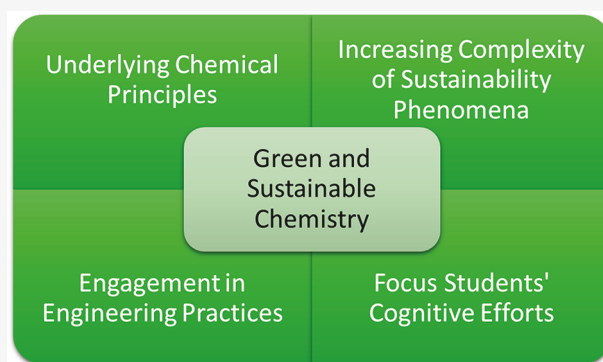 Underlying Chemical
Principles
Increasing Complexity
of Sustainability
Phenomena
Green and
Sustainable
Chemistry
Engagement in
Engineering Practices
Focus Students'
Cognitive Efforts